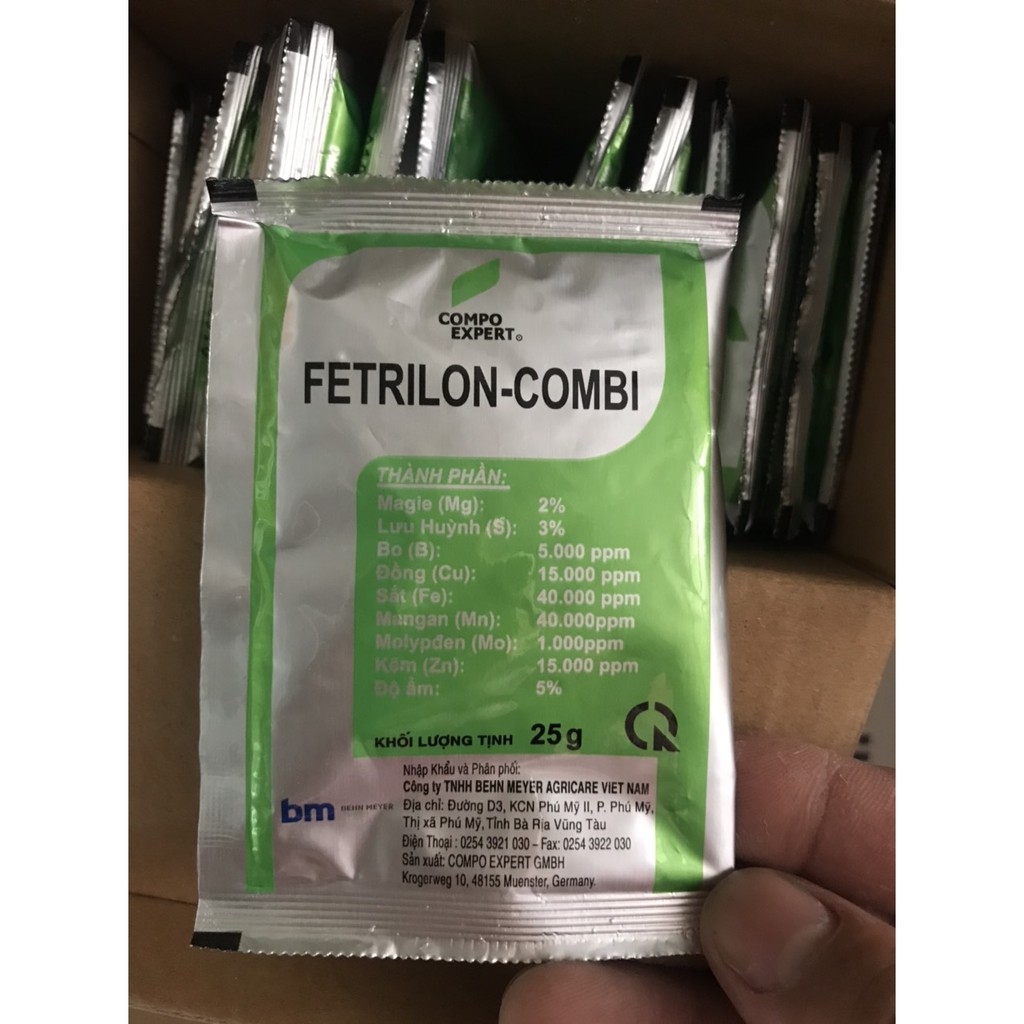 COMPO
EXPERT®
FETRILON-COMBI
THÀNH PHẦN:
Magie (Mg): 2%
Lưu Huỳnh (S): 3%
Bo (B): 5.000 ppm
Đồng (Cu): 15.000 ppm
Sắt (Fe): 40.000 ppm
Mangan (Mn): 40.000ppm
Molypđen (Mo): 1.000ppm
Kẽm (Zn): 15.000 ppm
Độ ẩm: 5%
KHỐI LƯỢNG TỊNH 25g
CR
bm BEHN MEYER
Nhập Khẩu và Phân phối:
Công ty TNHH BEHN MEYER AGRICARE VIET NAM
Địa chỉ: Đường D3, KCN Phú Mỹ II, P. Phú Mỹ,
Thị xã Phú Mỹ, Tỉnh Bà Rịa Vũng Tàu
Điện Thoại : 0254 3921 030 – Fax: 0254 3922 030
Sản xuất: COMPO EXPERT GMBH
Krogerweg 10, 48155 Muenster, Germany.